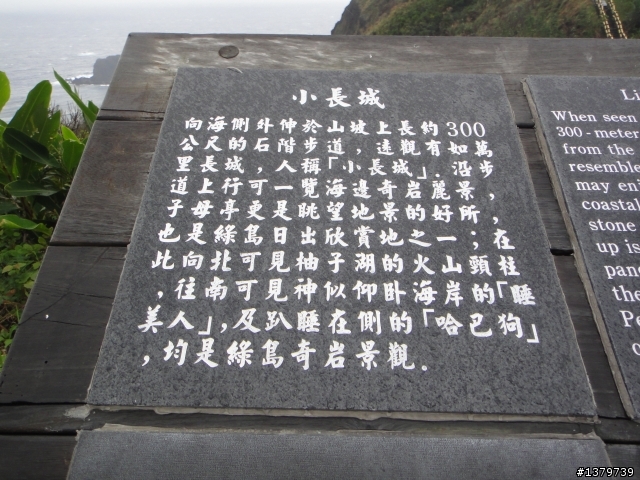 小長城
向海側外伸於山坡上長約300
公尺的石階步道，遠觀有如萬
里長城，人稱「小長城」．沿步
道上行，可一覽海邊奇岩麗景，
子母亭更是眺望地景的好所，
也是綠島日出欣賞地之一；在
此向北可見柚子湖的火山頸柱
，往南可見神似仰臥海岸的「睡
美人」，及趴睡在側的「哈巴狗」
，均是綠島奇岩景觀．
Li
When seen
300-meter
from the
resemble
may en
coastal
stone
up is
pan
the
Pe
#1379739